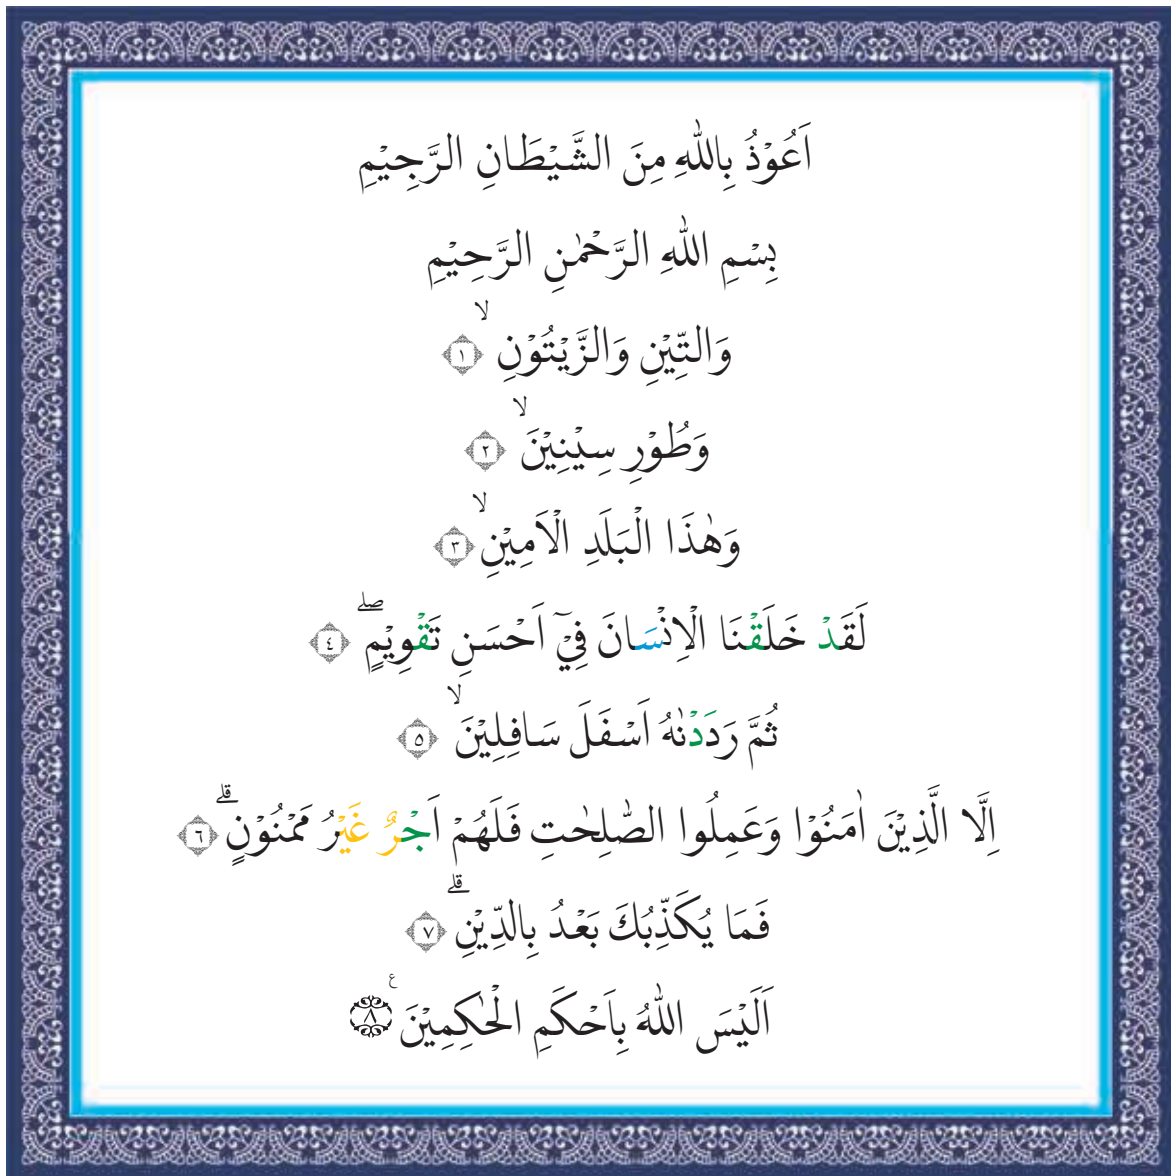 اَعُوْذُ بِاللّٰهِ مِنَ الشَّيْطَانِ الرَّجِيْمِ
بِسْمِ اللّٰهِ الرَّحْمٰنِ الرَّحِيْمِ
وَالتِّيْنِ وَالزَّيْتُوْنِۙ ١
وَطُوْرِ سِيْنِيْنَۙ ٢
وَهٰذَا الْبَلَدِ الْاَمِيْنِۙ ٣
لَقَدْ خَلَقْنَا الْاِنْسَانَ فِيْٓ اَحْسَنِ تَقْوِيْمٍۖ ٤
ثُمَّ رَدَدْنٰهُ اَسْفَلَ سَافِلِيْنَۙ ٥
اِلَّا الَّذِيْنَ اٰمَنُوْا وَعَمِلُوا الصّٰلِحٰتِ فَلَهُمْ اَجْرٌ غَيْرُ مَمْنُوْنٍۗ ٦
فَمَا يُكَذِّبُكَ بَعْدُ بِالدِّيْنِۗ ٧
اَلَيْسَ اللّٰهُ بِاَحْكَمِ الْحٰكِمِيْنَ ࣖ ٨